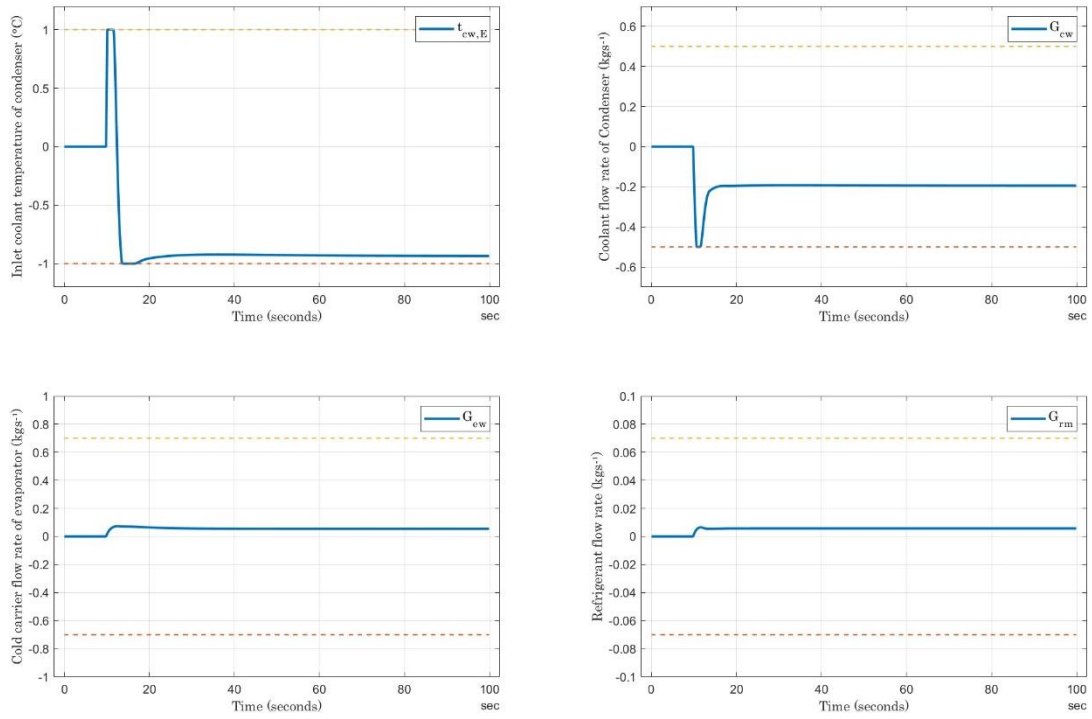 Inlet coolant temperature of condenser (°C)
1
0.5
0
-0.5
-1
t_cw,E
0 20 40 60 80 100
Time (seconds)
sec
Coolant flow rate of Condenser (kgs⁻¹)
0.6
0.4
0.2
0
-0.2
-0.4
-0.6
G_cw
0 20 40 60 80 100
Time (seconds)
sec
Cold carrier flow rate of evaporator (kgs⁻¹)
1
0.8
0.6
0.4
0.2
0
-0.2
-0.4
-0.6
-0.8
-1
G_ew
0 20 40 60 80 100
Time (seconds)
sec
Refrigerant flow rate (kgs⁻¹)
0.1
0.08
0.06
0.04
0.02
0
-0.02
-0.04
-0.06
-0.08
-0.1
G_rm
0 20 40 60 80 100
Time (seconds)
sec